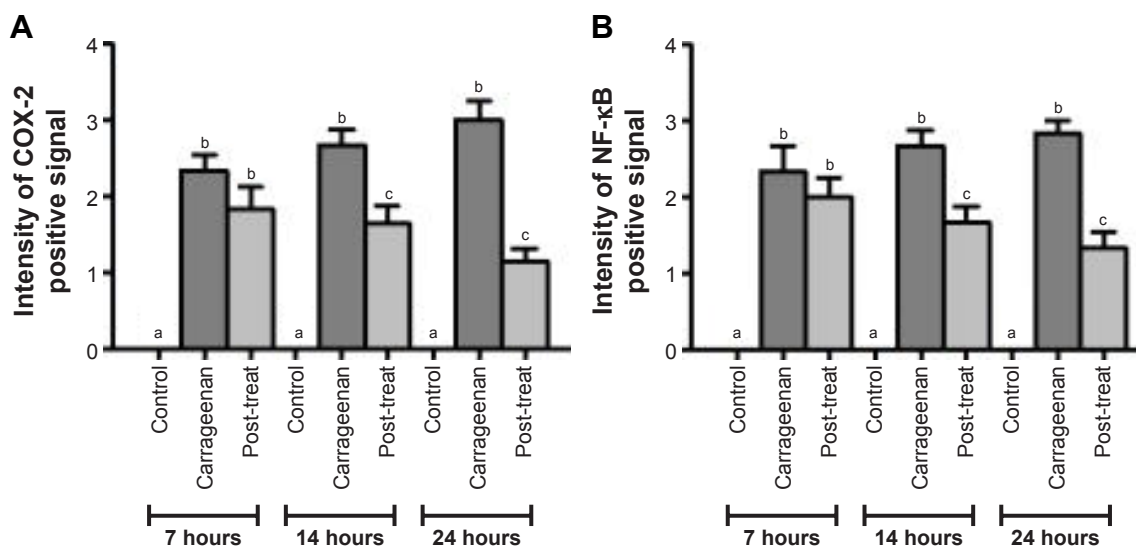 A
Intensity of COX-2
positive signal
4
3
2
1
0
a
b
b
a
b
c
a
b
c
Control
Carrageenan
Post-treat
Control
Carrageenan
Post-treat
Control
Carrageenan
Post-treat
7 hours
14 hours
24 hours
B
Intensity of NF-κB
positive signal
4
3
2
1
0
a
b
b
a
b
c
a
b
c
Control
Carrageenan
Post-treat
Control
Carrageenan
Post-treat
Control
Carrageenan
Post-treat
7 hours
14 hours
24 hours